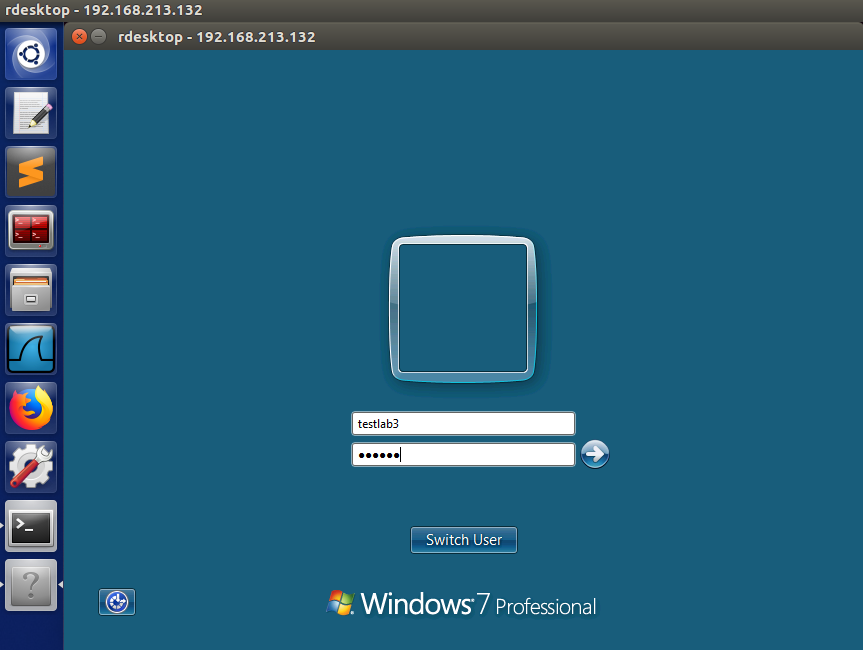 rdesktop - 192.168.213.132
rdesktop - 192.168.213.132
testlab3
••••••
Switch User
Windows 7 Professional